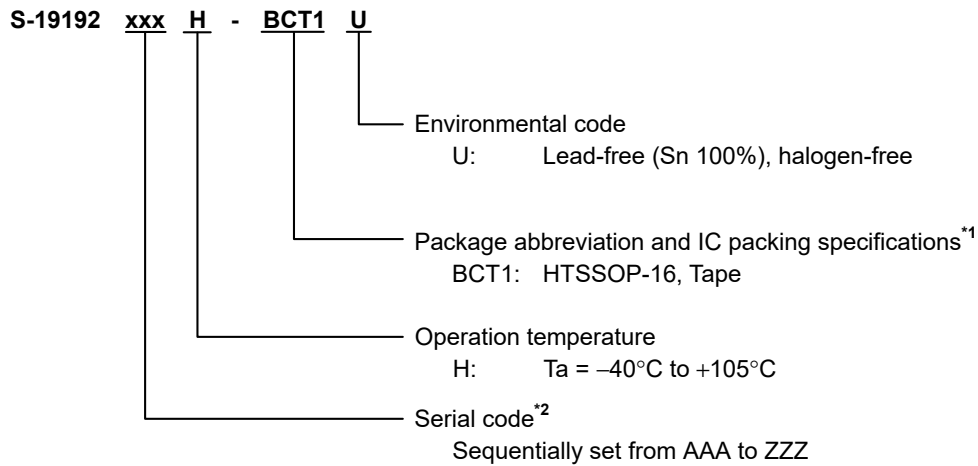 S-19192 xxx H - BCT1 U
Environmental code
U: Lead-free (Sn 100%), halogen-free
Package abbreviation and IC packing specifications*1
BCT1: HTSSOP-16, Tape
Operation temperature
H: Ta = −40°C to +105°C
Serial code*2
Sequentially set from AAA to ZZZ